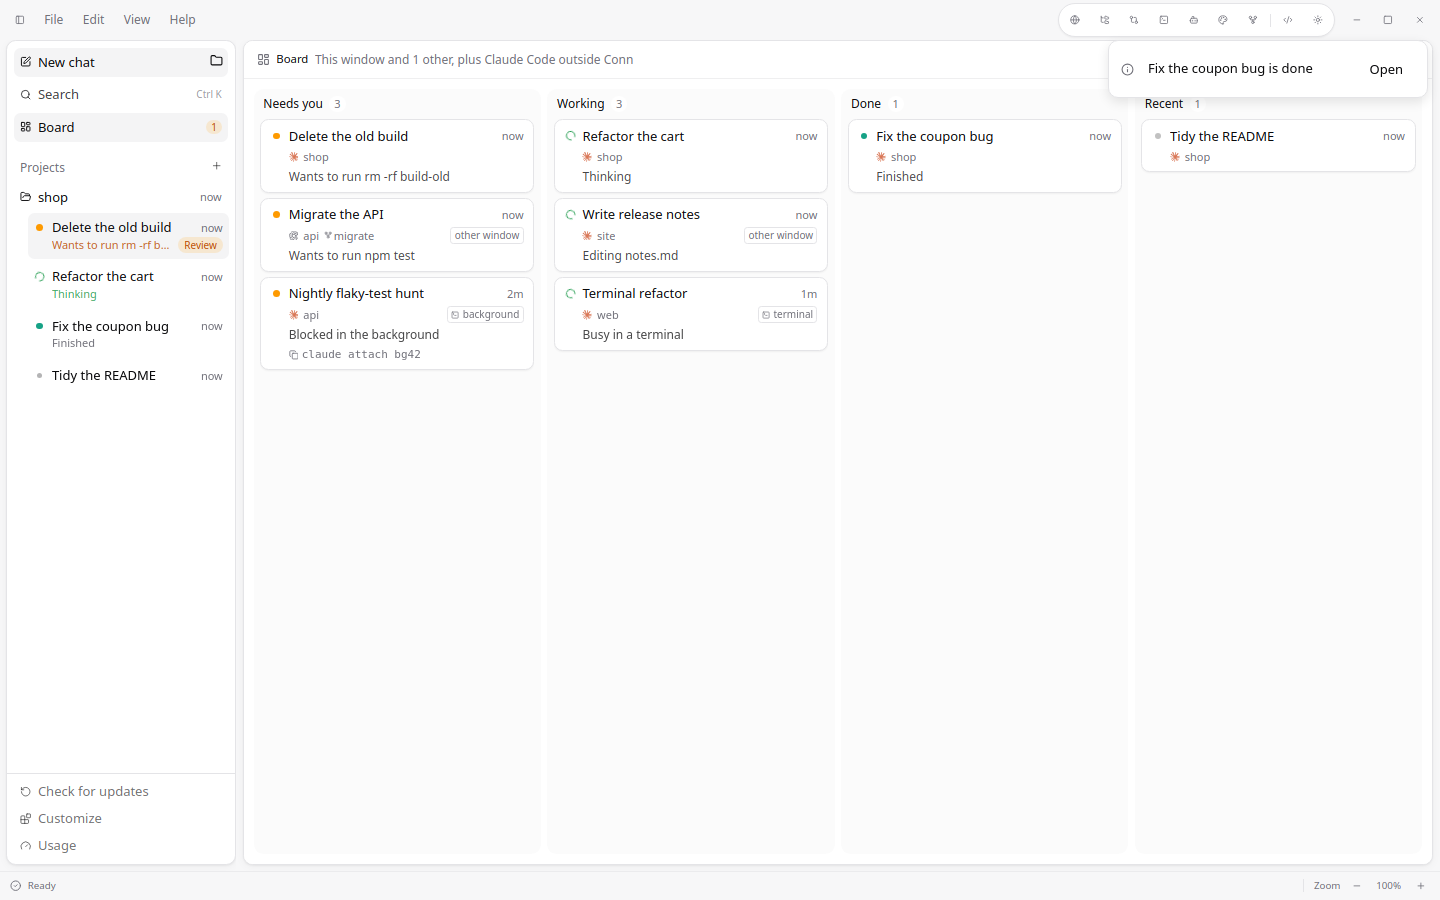 File Edit View Help
New chat
Search Ctrl K
Board 1
Projects
shop now
Delete the old build now
Wants to run rm -rf b... Review
Refactor the cart now
Thinking
Fix the coupon bug now
Finished
Tidy the README now
Check for updates
Customize
Usage
Board This window and 1 other, plus Claude Code outside Conn
Fix the coupon bug is done Open
Needs you 3
Delete the old build now
shop
Wants to run rm -rf build-old
Migrate the API now
api migrate other window
Wants to run npm test
Nightly flaky-test hunt 2m
api background
Blocked in the background
claude attach bg42
Working 3
Refactor the cart now
shop
Thinking
Write release notes now
site other window
Editing notes.md
Terminal refactor 1m
web terminal
Busy in a terminal
Done 1
Fix the coupon bug now
shop
Finished
Recent 1
Tidy the README now
shop
Ready
Zoom 100%